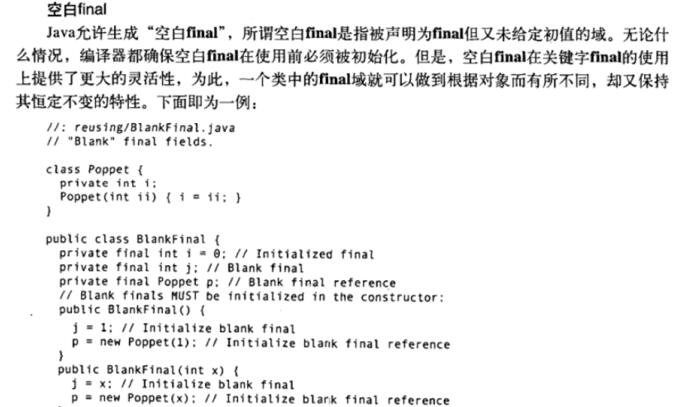 空白final
Java允许生成“空白final”，所谓空白final是指被声明为final但又未给定初值的域。无论什
么情况，编译器都确保空白final在使用前必须被初始化。但是，空白final在关键字final的使用
上提供了更大的灵活性，为此，一个类中的final域就可以做到根据对象而有所不同，却又保持
其恒定不变的特性。下面即为一例：
//: reusing/BlankFinal.java
// "Blank" final fields.
class Poppet {
private int i;
Poppet(int ii) { i = ii; }
}
public class BlankFinal {
private final int i = 0; // Initialized final
private final int j; // Blank final
private final Poppet p; // Blank final reference
// Blank finals MUST be initialized in the constructor:
public BlankFinal() {
j = 1; // Initialize blank final
p = new Poppet(1); // Initialize blank final reference
}
public BlankFinal(int x) {
j = x; // Initialize blank final
p = new Poppet(x); // Initialize blank final reference